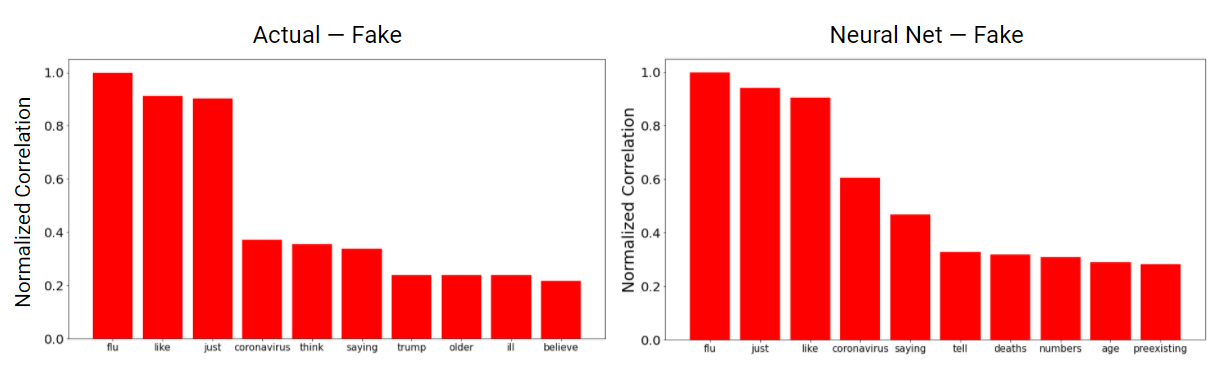 Actual — Fake
Normalized Correlation
1.0
0.8
0.6
0.4
0.2
0.0
flu like just coronavirus think saying trump older ill believe
Neural Net — Fake
Normalized Correlation
1.0
0.8
0.6
0.4
0.2
0.0
flu just like coronavirus saying tell deaths numbers age preexisting